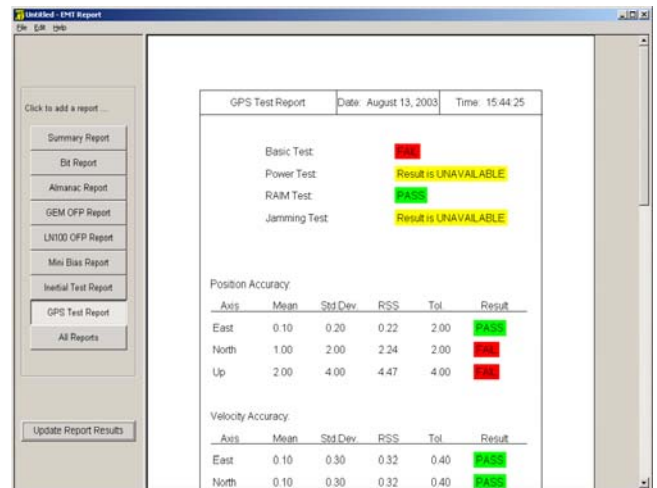 Untitled - EMT Report
File Edit Help
Click to add a report ....
Summary Report
Bit Report
Almanac Report
GEM OFP Report
LN100 OFP Report
Mini Bias Report
Inertial Test Report
GPS Test Report
All Reports
Update Report Results
GPS Test Report Date: August 13, 2003 Time: 15:44:25
Basic Test: FAIL
Power Test: Result is UNAVAILABLE
RAIM Test: PASS
Jamming Test: Result is UNAVAILABLE
Position Accuracy:
Axis Mean Std.Dev. RSS Tol. Result
East 0.10 0.20 0.22 2.00 PASS
North 1.00 2.00 2.24 2.00 FAIL
Up 2.00 4.00 4.47 4.00 FAIL
Velocity Accuracy:
Axis Mean Std.Dev. RSS Tol. Result
East 0.10 0.30 0.32 0.40 PASS
North 0.10 0.30 0.32 0.40 PASS